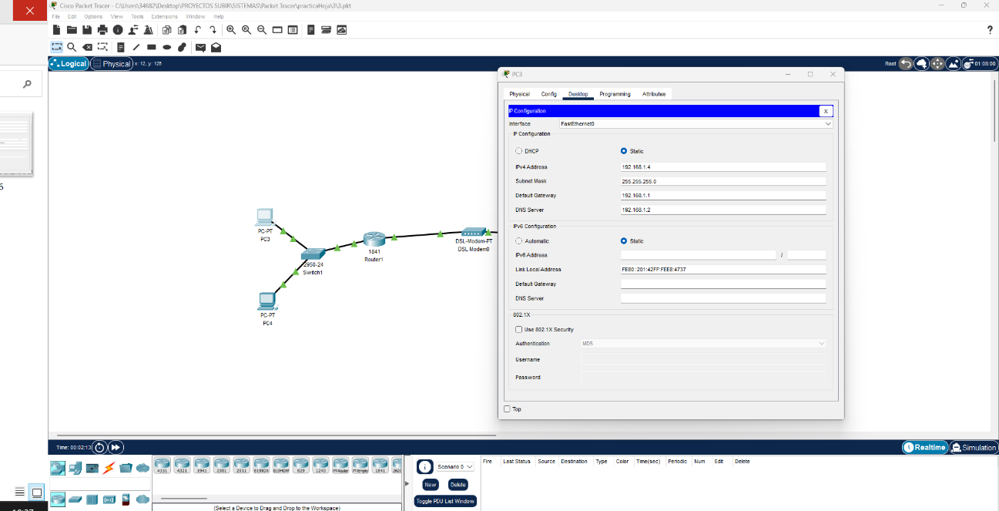 Cisco Packet Tracer - C:\Users\34682\Desktop\PROYECTOS SUBIR\SISTEMAS\Packet Tracer\practicaHoja\3\3.pkt
File Edit Options View Tools Extensions Window Help
?
Logical Physical x: 12, y: 125
Root 01:08:00
PC3
Physical Config Desktop Programming Attributes
IP Configuration X
Interface FastEthernet0
IP Configuration
DHCP Static
IPv4 Address 192.168.1.4
Subnet Mask 255.255.255.0
Default Gateway 192.168.1.1
DNS Server 192.168.1.2
IPv6 Configuration
Automatic Static
IPv6 Address /
Link Local Address FE80::201:42FF:FEE8:4737
Default Gateway
DNS Server
802.1X
Use 802.1X Security
Authentication MD5
Username
Password
Top
PC-PT
PC3
2950-24
Switch1
1841
Router1
DSL-Modem-PT
DSL Modem0
PC-PT
PC4
6
Time: 00:02:13
Realtime Simulation
4331 4321 1941 2901 2911 819IOX 819HGW 829 1240 PT-Router PT-Empty 1841 2620
(Select a Device to Drag and Drop to the Workspace)
Scenario 0
New Delete
Toggle PDU List Window
Fire Last Status Source Destination Type Color Time(sec) Periodic Num Edit Delete